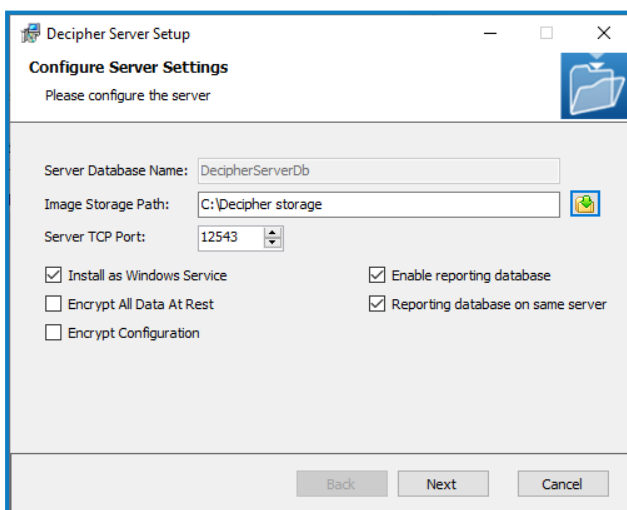 Decipher Server Setup
Configure Server Settings
Please configure the server
Server Database Name: DecipherServerDb
Image Storage Path: C:\Decipher storage
Server TCP Port: 12543
Install as Windows Service Enable reporting database
Encrypt All Data At Rest Reporting database on same server
Encrypt Configuration
Back Next Cancel